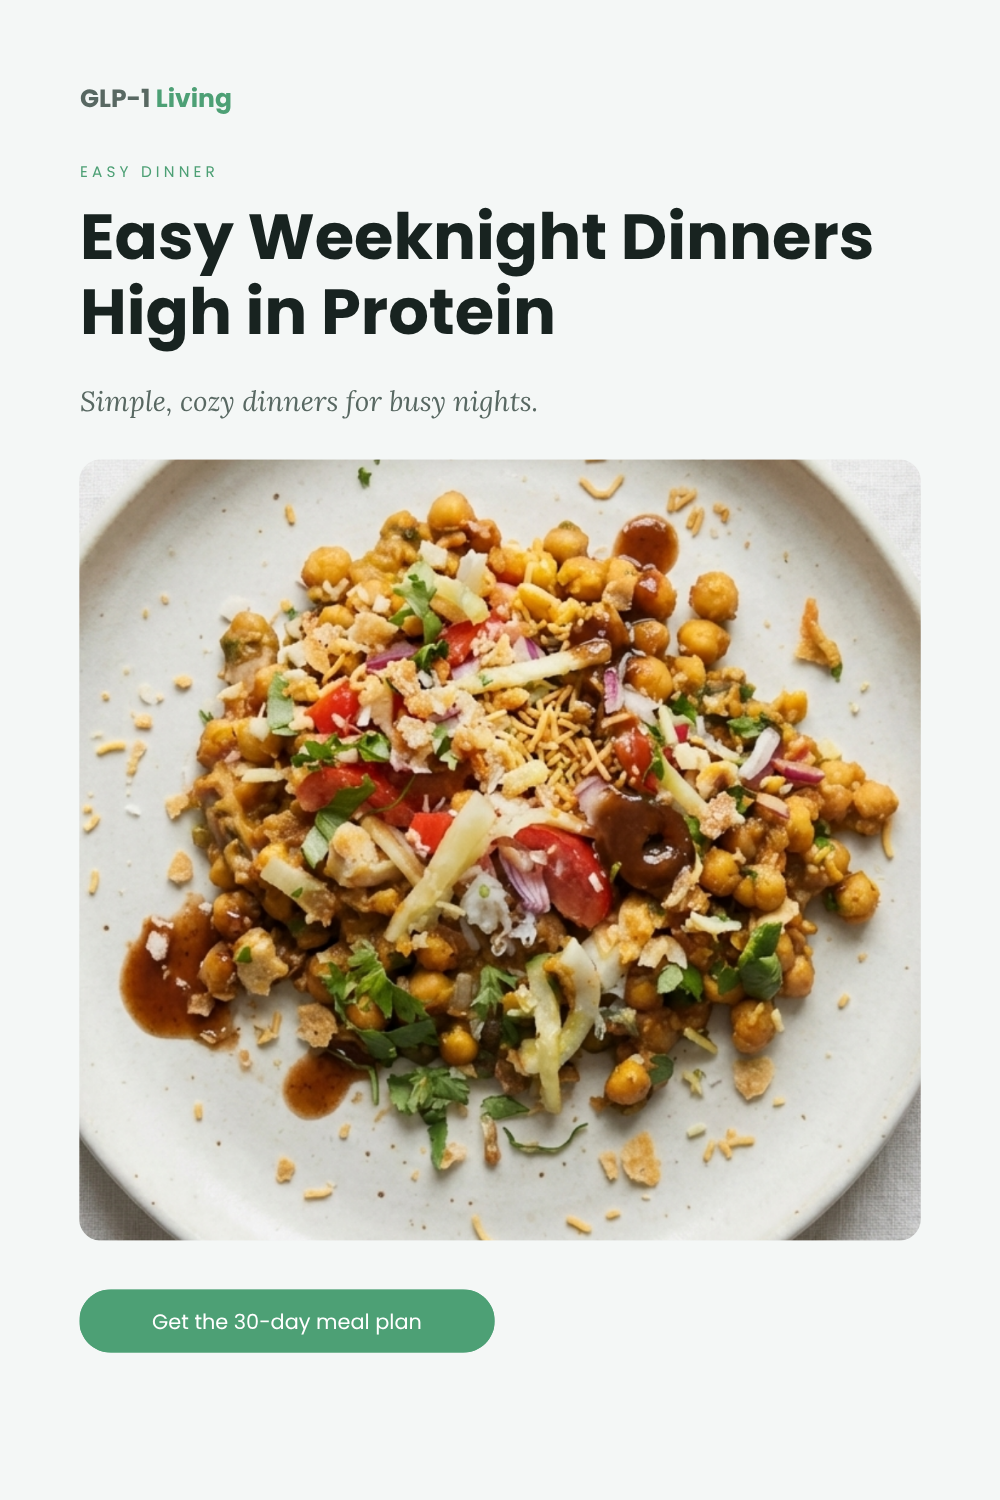 GLP-1 Living
EASY DINNER
Easy Weeknight Dinners
High in Protein
Simple, cozy dinners for busy nights.
Get the 30-day meal plan